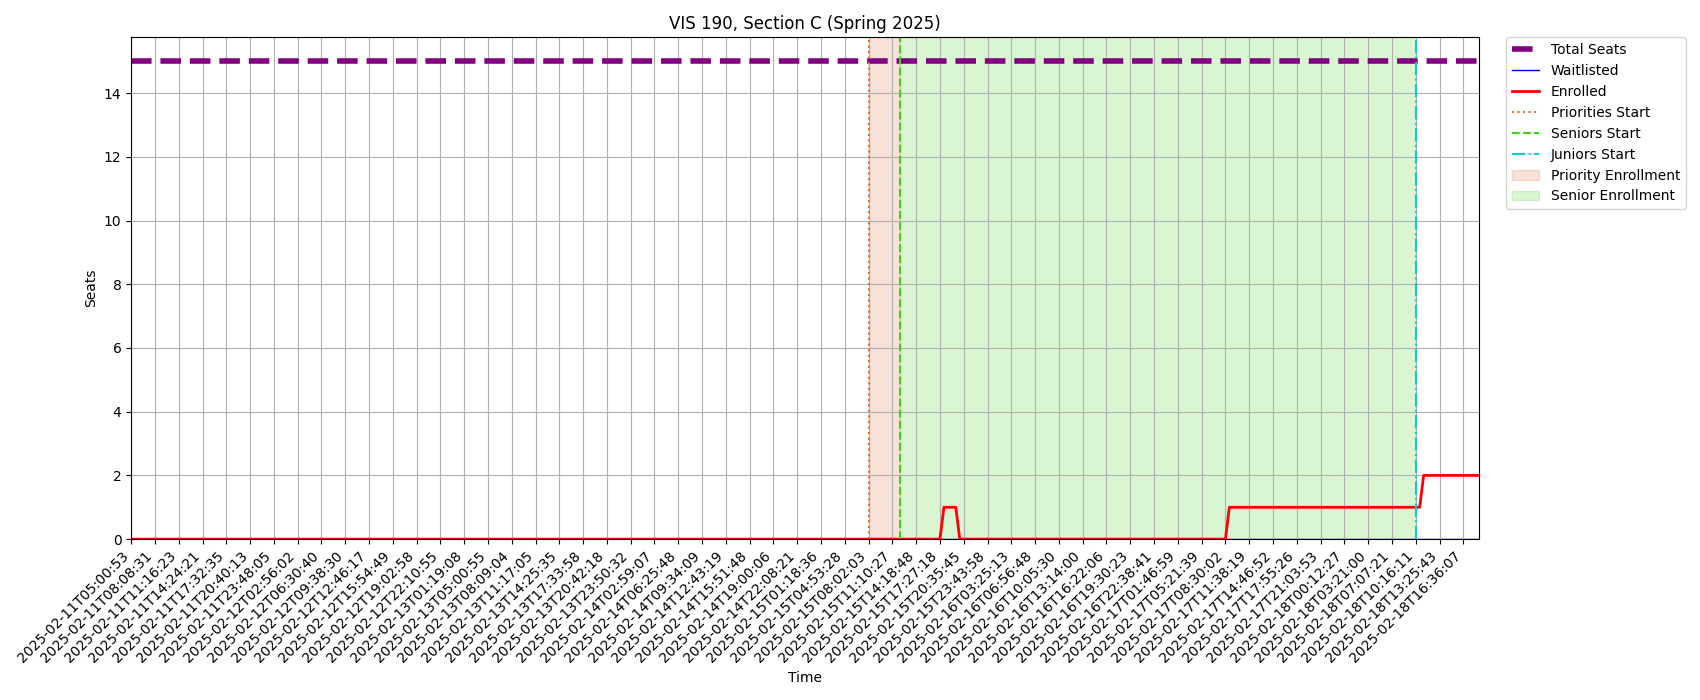 VIS 190, Section C (Spring 2025)
Total Seats
Waitlisted
Enrolled
Priorities Start
Seniors Start
Juniors Start
Priority Enrollment
Senior Enrollment
Seats
14
12
10
8
6
4
2
0
2025-02-11T05:00:53
2025-02-11T08:08:31
2025-02-11T11:16:23
2025-02-11T14:24:21
2025-02-11T17:32:35
2025-02-11T20:40:13
2025-02-11T23:48:05
2025-02-12T02:56:02
2025-02-12T06:30:40
2025-02-12T09:38:30
2025-02-12T12:46:17
2025-02-12T15:54:49
2025-02-12T19:02:58
2025-02-12T22:10:55
2025-02-13T01:19:08
2025-02-13T05:00:55
2025-02-13T08:09:04
2025-02-13T11:17:05
2025-02-13T14:25:35
2025-02-13T17:33:58
2025-02-13T20:42:18
2025-02-13T23:50:32
2025-02-14T02:59:07
2025-02-14T06:25:48
2025-02-14T09:34:09
2025-02-14T12:43:19
2025-02-14T15:51:48
2025-02-14T19:00:06
2025-02-14T22:08:21
2025-02-15T01:18:36
2025-02-15T04:53:28
2025-02-15T08:02:03
2025-02-15T11:10:27
2025-02-15T14:18:48
2025-02-15T17:27:18
2025-02-15T20:35:45
2025-02-15T23:43:58
2025-02-16T03:25:13
2025-02-16T06:56:48
2025-02-16T10:05:30
2025-02-16T13:14:00
2025-02-16T16:22:06
2025-02-16T19:30:23
2025-02-16T22:38:41
2025-02-17T01:46:59
2025-02-17T05:21:39
2025-02-17T08:30:02
2025-02-17T11:38:19
2025-02-17T14:46:52
2025-02-17T17:55:26
2025-02-17T21:03:53
2025-02-18T00:12:27
2025-02-18T03:21:00
2025-02-18T07:07:21
2025-02-18T10:16:11
2025-02-18T13:25:43
2025-02-18T16:36:07
Time